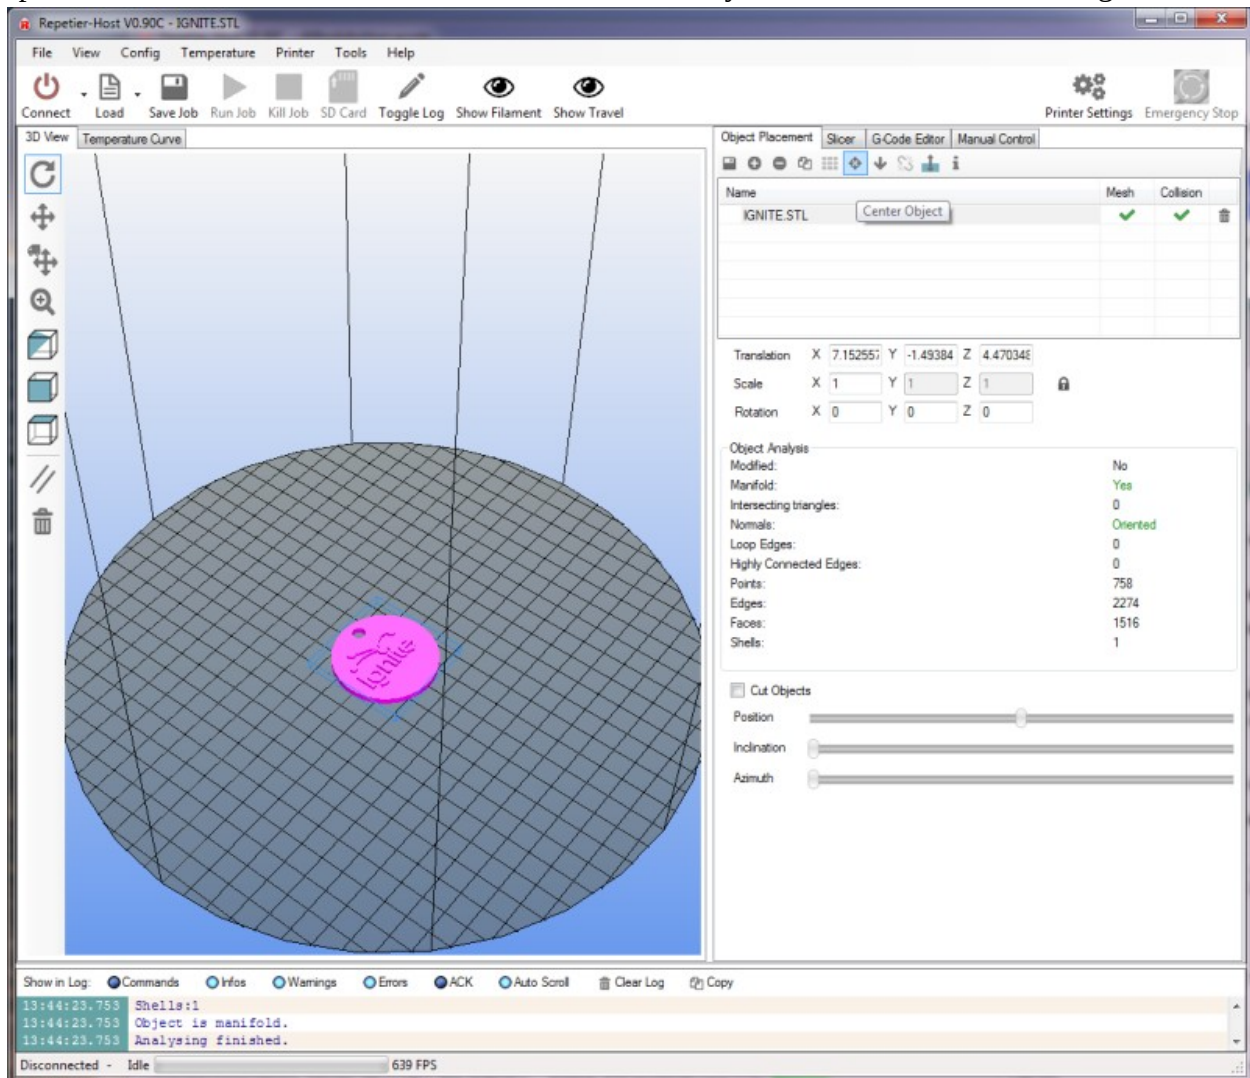 Repetier-Host V0.90C - IGNITE.STL
File View Config Temperature Printer Tools Help
Connect Load Save Job Run Job Kill Job SD Card Toggle Log Show Filament Show Travel Printer Settings Emergency Stop
3D View Temperature Curve
Object Placement Slicer G-Code Editor Manual Control
Name Mesh Collision
IGNITE.STL
Center Object
Translation X 7.152557 Y -1.49384 Z 4.470348
Scale X 1 Y 1 Z 1
Rotation X 0 Y 0 Z 0
Object Analysis
Modified: No
Manifold: Yes
Intersecting triangles: 0
Normals: Oriented
Loop Edges: 0
Highly Connected Edges: 0
Points: 758
Edges: 2274
Faces: 1516
Shells: 1
ignite
Cut Objects
Position
Inclination
Azimuth
Show in Log: Commands Infos Warnings Errors ACK Auto Scroll Clear Log Copy
13:44:23.753 Shells:1
13:44:23.753 Object is manifold.
13:44:23.753 Analysing finished.
Disconnected - Idle 639 FPS